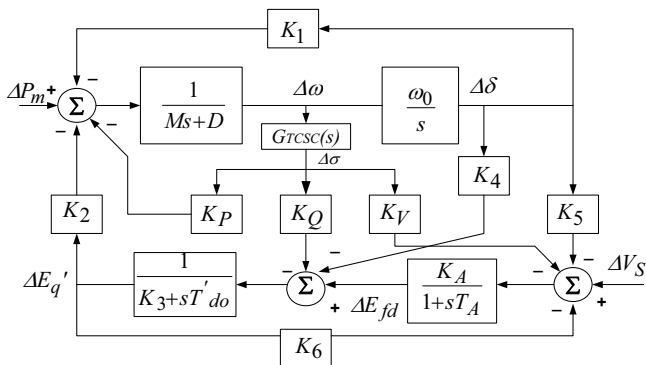 K1
ΔPm + − Σ − −
1 / Ms+D
Δω
ω0 / s
Δδ
GTCSC(s)
Δσ
K4
K2
KP
KQ
KV
K5
ΔEq'
1 / K3+sT'do
− − Σ +
ΔEfd
KA / 1+sTA
− − Σ − +
ΔVS
K6